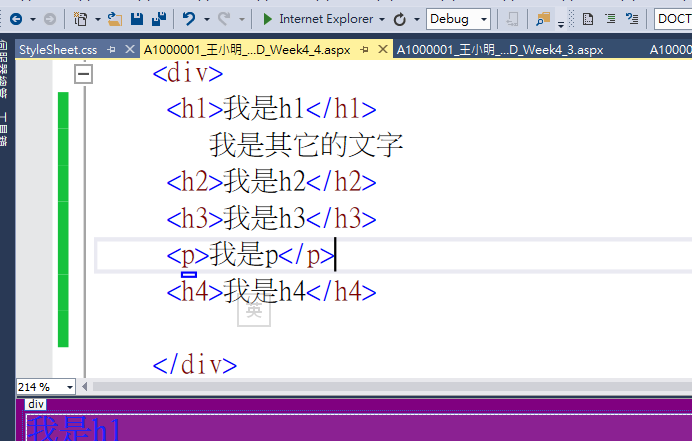 Internet Explorer
Debug
DOCT
StyleSheet.css
A1000001_王小明_...D_Week4_4.aspx
A1000001_王小明_...D_Week4_3.aspx
A10000
工具箱
<div>
<h1>我是h1</h1>
我是其它的文字
<h2>我是h2</h2>
<h3>我是h3</h3>
<p>我是p</p>
<h4>我是h4</h4>
英
</div>
214 %
div
我是h1